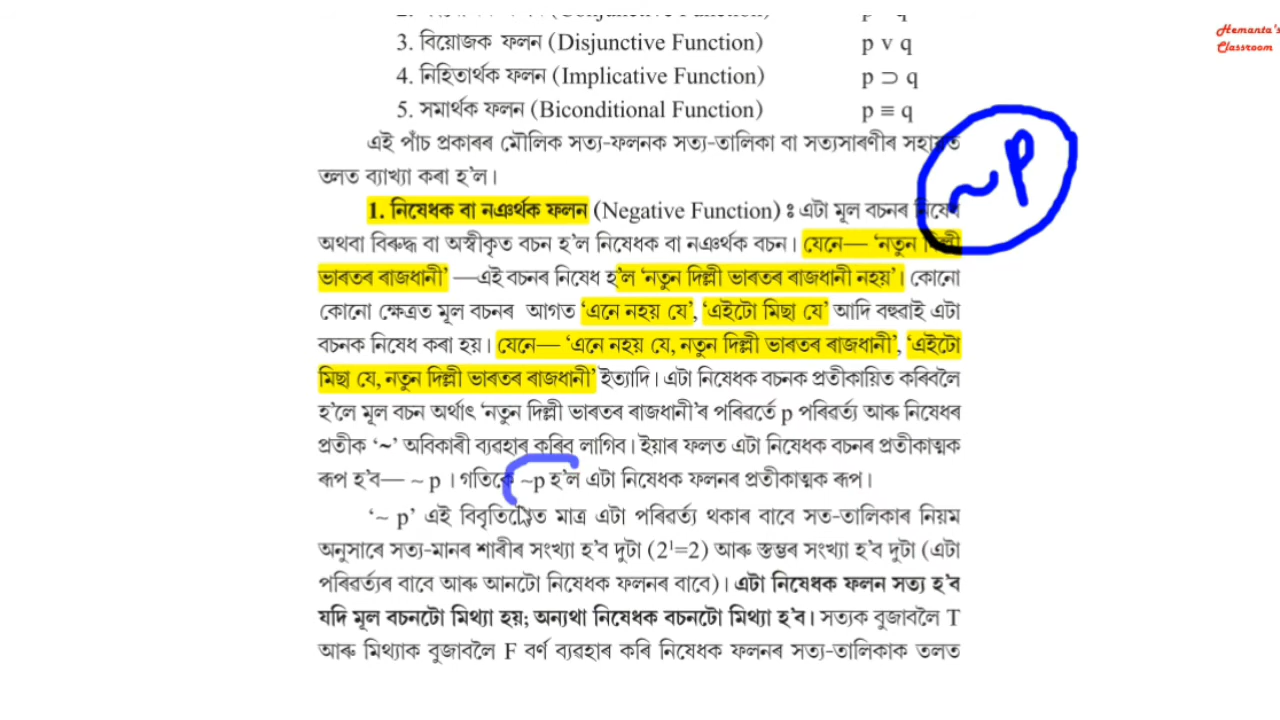 (Conjunctive Function) p q
3. বিয়োজক ফলন (Disjunctive Function) p v q
4. নিহিতাৰ্থক ফলন (Implicative Function) p ⊃ q
5. সমাৰ্থক ফলন (Biconditional Function) p ≡ q
এই পাঁচ প্ৰকাৰৰ মৌলিক সত্য-ফলনক সত্য-তালিকা বা সত্যসাৰণীৰ সহায়ত
তলত ব্যাখ্যা কৰা হ’ল।
1. নিষেধক বা নঞৰ্থক ফলন (Negative Function) ঃ এটা মূল বচনৰ নিষেধ
অথবা বিৰুদ্ধ বা অস্বীকৃত বচন হ’ল নিষেধক বা নঞৰ্থক বচন। যেনে— ‘নতুন দিল্লী
ভাৰতৰ ৰাজধানী’ —এই বচনৰ নিষেধ হ’ল ‘নতুন দিল্লী ভাৰতৰ ৰাজধানী নহয়’। কোনো
কোনো ক্ষেত্ৰত মূল বচনৰ আগত ‘এনে নহয় যে’, ‘এইটো মিছা যে’ আদি বহুৱাই এটা
বচনক নিষেধ কৰা হয়। যেনে— ‘এনে নহয় যে, নতুন দিল্লী ভাৰতৰ ৰাজধানী’, ‘এইটো
মিছা যে, নতুন দিল্লী ভাৰতৰ ৰাজধানী’ ইত্যাদি। এটা নিষেধক বচনক প্ৰতীকায়িত কৰিবলৈ
হ’লে মূল বচন অৰ্থাৎ ‘নতুন দিল্লী ভাৰতৰ ৰাজধানী’ৰ পৰিৱৰ্তে p পৰিৱৰ্ত্য আৰু নিষেধৰ
প্ৰতীক ‘~’ অবিকাৰী ব্যৱহাৰ কৰিব লাগিব। ইয়াৰ ফলত এটা নিষেধক বচনৰ প্ৰতীকাত্মক
ৰূপ হ’ব— ~ p । গতিকে ~p হ’ল এটা নিষেধক ফলনৰ প্ৰতীকাত্মক ৰূপ।
‘~ p’ এই বিবৃতিটোত মাত্ৰ এটা পৰিৱৰ্ত্য থকাৰ বাবে সত-তালিকাৰ নিয়ম
অনুসাৰে সত্য-মানৰ শাৰীৰ সংখ্যা হ’ব দুটা (2¹=2) আৰু স্তম্ভৰ সংখ্যা হ’ব দুটা (এটা
পৰিৱৰ্ত্যৰ বাবে আৰু আনটো নিষেধক ফলনৰ বাবে)। এটা নিষেধক ফলন সত্য হ’ব
যদি মূল বচনটো মিথ্যা হয়; অন্যথা নিষেধক বচনটো মিথ্যা হ’ব। সত্যক বুজাবলৈ T
আৰু মিথ্যাক বুজাবলৈ F বৰ্ণ ব্যৱহাৰ কৰি নিষেধক ফলনৰ সত্য-তালিকাক তলত
~p
Hemanta's
Classroom